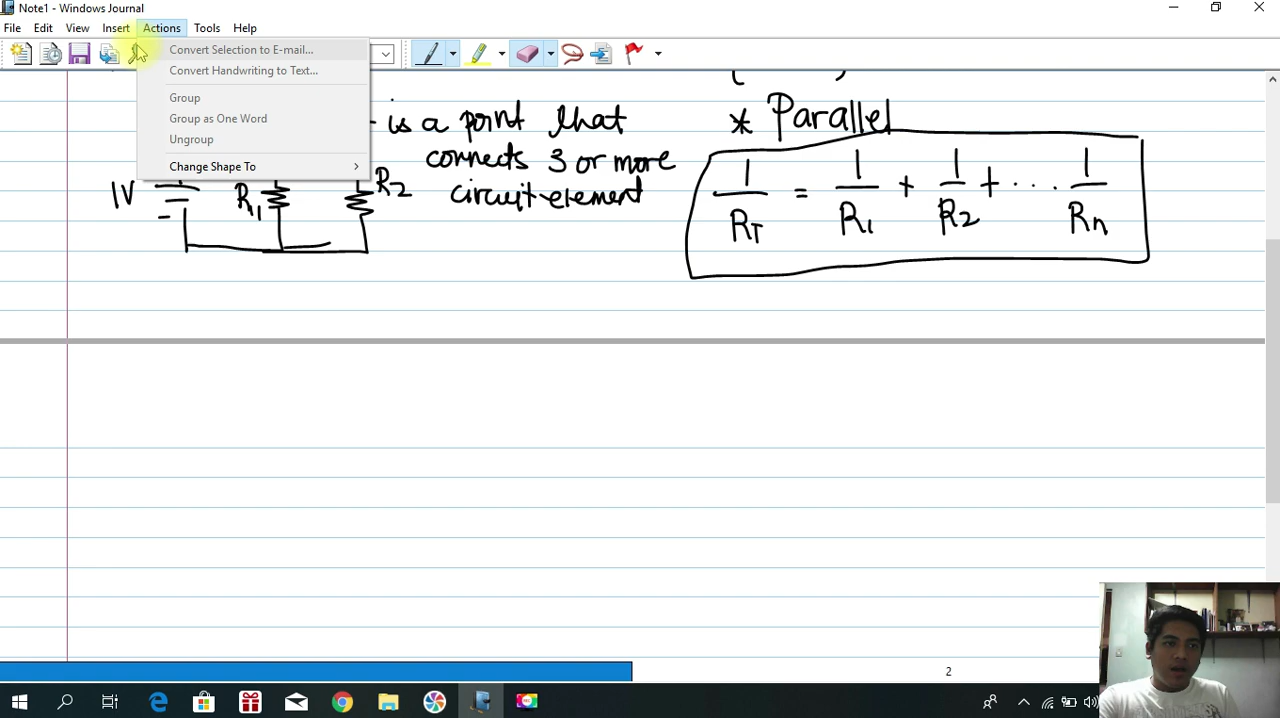 Note1 - Windows Journal
File Edit View Insert Actions Tools Help
Convert Selection to E-mail...
Convert Handwriting to Text...
Group
Group as One Word
Ungroup
Change Shape To
- is a point that
connects 3 or more
circuit-element
1V
R1
R2
* Parallel
1/RT = 1/R1 + 1/R2 + ... 1/Rn
2